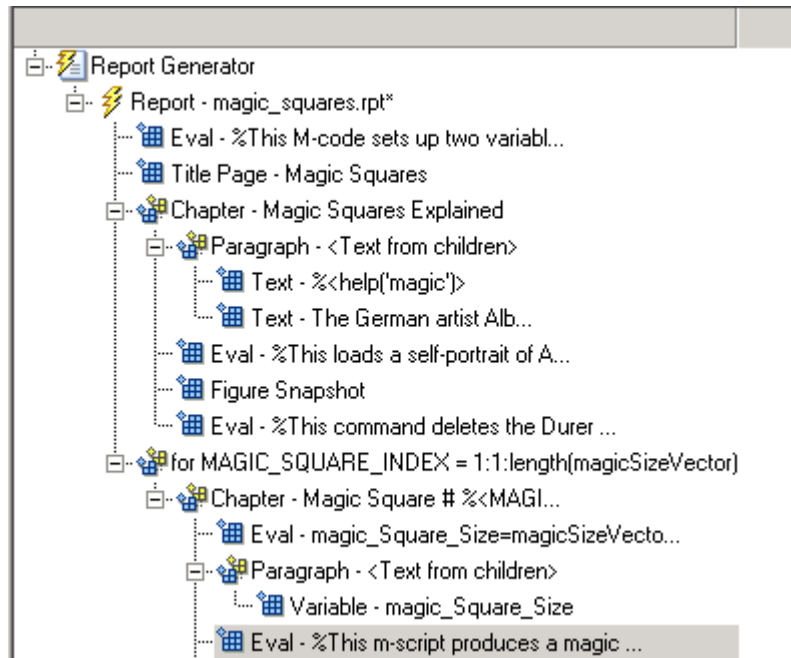 Report Generator
Report - magic_squares.rpt*
Eval - %This M-code sets up two variabl...
Title Page - Magic Squares
Chapter - Magic Squares Explained
Paragraph - <Text from children>
Text - %<help('magic')>
Text - The German artist Alb...
Eval - %This loads a self-portrait of A...
Figure Snapshot
Eval - %This command deletes the Durer ...
for MAGIC_SQUARE_INDEX = 1:1:length(magicSizeVector)
Chapter - Magic Square # %<MAGI...
Eval - magic_Square_Size=magicSizeVecto...
Paragraph - <Text from children>
Variable - magic_Square_Size
Eval - %This m-script produces a magic ...